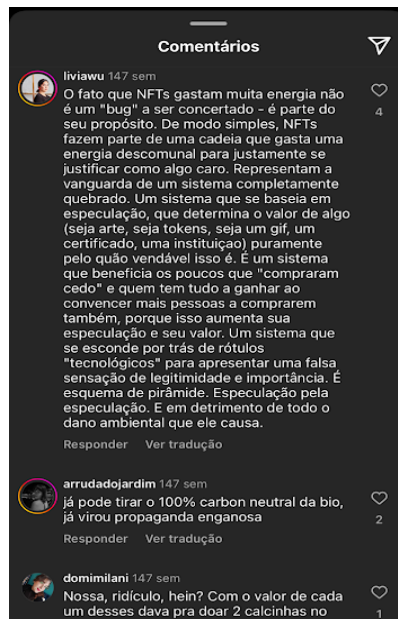 Comentários
liviawu 147 sem
O fato que NFTs gastam muita energia não
é um "bug" a ser concertado - é parte do
seu propósito. De modo simples, NFTs
fazem parte de uma cadeia que gasta uma
energia descomunal para justamente se
justificar como algo caro. Representam a
vanguarda de um sistema completamente
quebrado. Um sistema que se baseia em
especulação, que determina o valor de algo
(seja arte, seja tokens, seja um gif, um
certificado, uma instituiçao) puramente
pelo quão vendável isso é. É um sistema
que beneficia os poucos que "compraram
cedo" e quem tem tudo a ganhar ao
convencer mais pessoas a comprarem
também, porque isso aumenta sua
especulação e seu valor. Um sistema que
se esconde por trás de rótulos
"tecnológicos" para apresentar uma falsa
sensação de legitimidade e importância. É
esquema de pirâmide. Especulação pela
especulação. E em detrimento de todo o
dano ambiental que ele causa.
4
Responder Ver tradução
arrudadojardim 147 sem
já pode tirar o 100% carbon neutral da bio,
já virou propaganda enganosa
2
Responder Ver tradução
domimilani 147 sem
Nossa, ridículo, hein? Com o valor de cada
um desses dava pra doar 2 calcinhas no
1